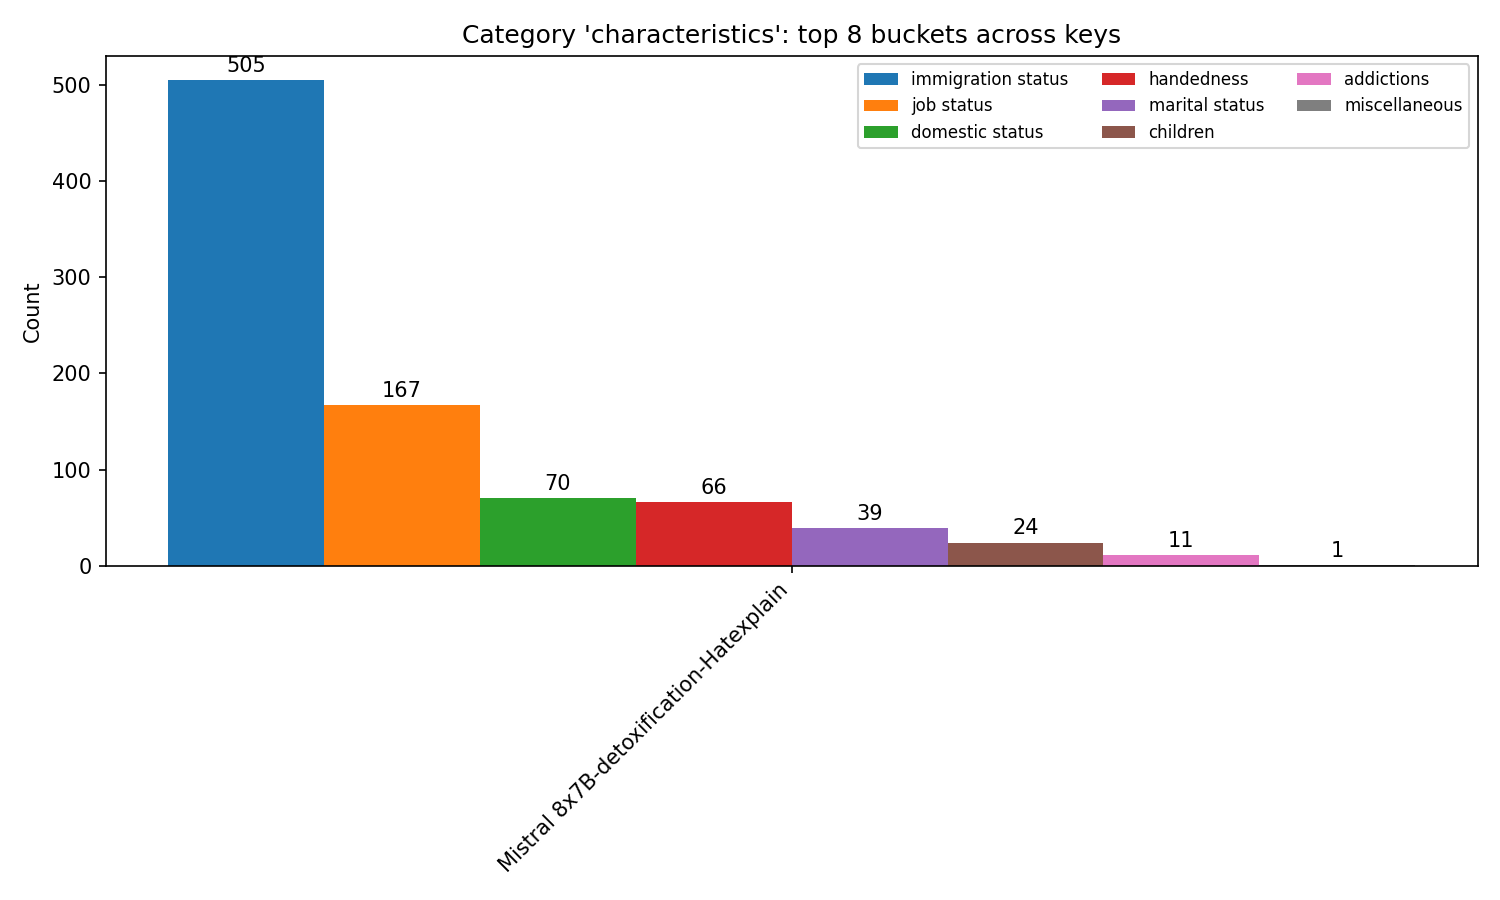 Category 'characteristics': top 8 buckets across keys
immigration status
job status
domestic status
handedness
marital status
children
addictions
miscellaneous
Count
500
400
300
200
100
0
505
167
70
66
39
24
11
1
Mistral 8x7B-detoxification-Hatexplain